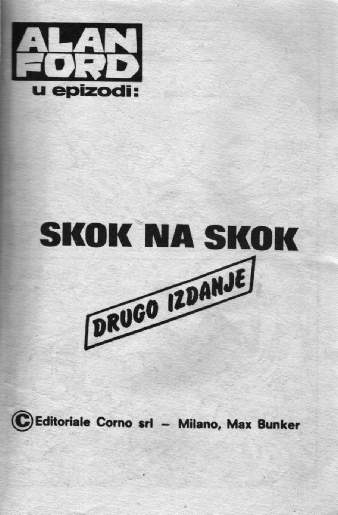 ALAN
FORD
u epizodi:
SKOK NA SKOK
DRUGO IZDANJE
© Editoriale Corno srl – Milano, Max Bunker